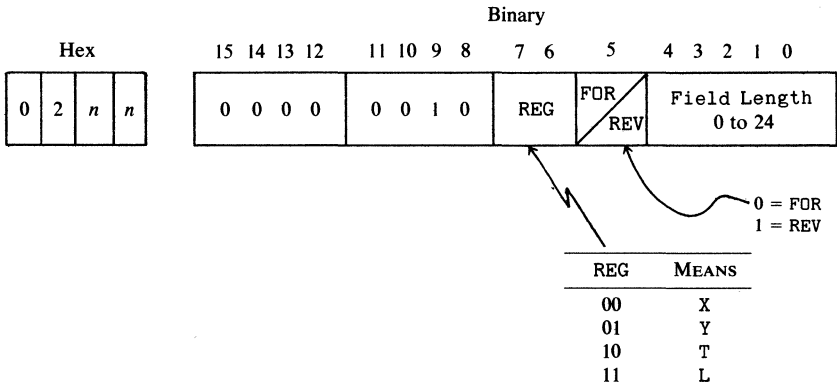 Binary
Hex
15 14 13 12 11 10 9 8 7 6 5 4 3 2 1 0
0 2 n n
0 0 0 0 0 0 1 0 REG FOR REV Field Length
0 to 24
0 = FOR
1 = REV
REG MEANS
00 X
01 Y
10 T
11 L